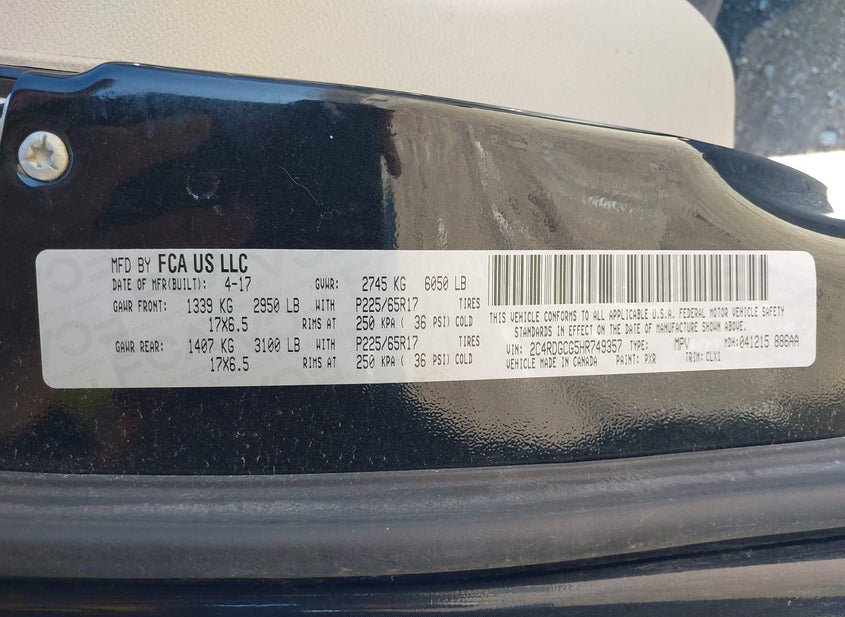 MFD BY FCA US LLC
DATE OF MFR(BUILT): 4-17 GVWR: 2745 KG 6050 LB
GAWR FRONT: 1339 KG 2950 LB WITH P225/65R17 TIRES
17X6.5 RIMS AT 250 KPA ( 36 PSI) COLD
GAWR REAR: 1407 KG 3100 LB WITH P225/65R17 TIRES
17X6.5 RIMS AT 250 KPA ( 36 PSI) COLD
THIS VEHICLE CONFORMS TO ALL APPLICABLE U.S.A. FEDERAL MOTOR VEHICLE SAFETY
STANDARDS IN EFFECT ON THE DATE OF MANUFACTURE SHOWN ABOVE.
VIN: 2C4RDGCG5HR749357 TYPE: MPV MDH:041215 886AA
VEHICLE MADE IN CANADA PAINT: PXR TRIM: CLX1